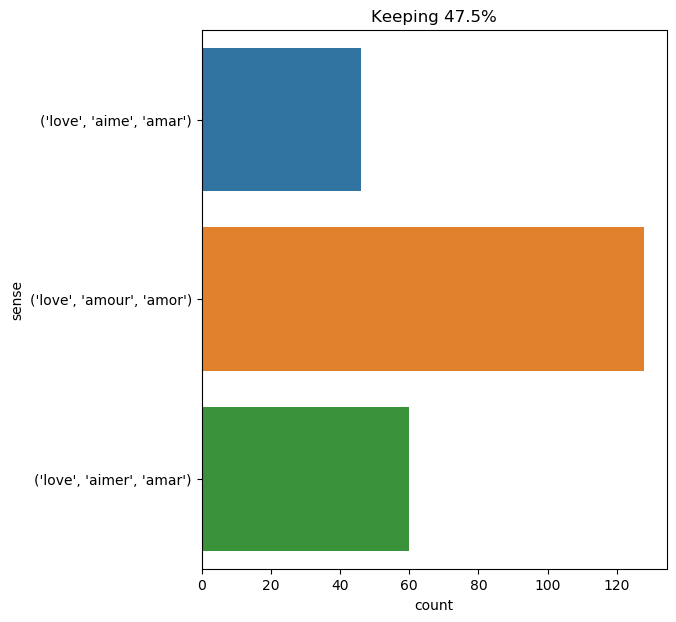 Keeping 47.5%
('love', 'aime', 'amar')
('love', 'amour', 'amor')
('love', 'aimer', 'amar')
sense
0 20 40 60 80 100 120
count